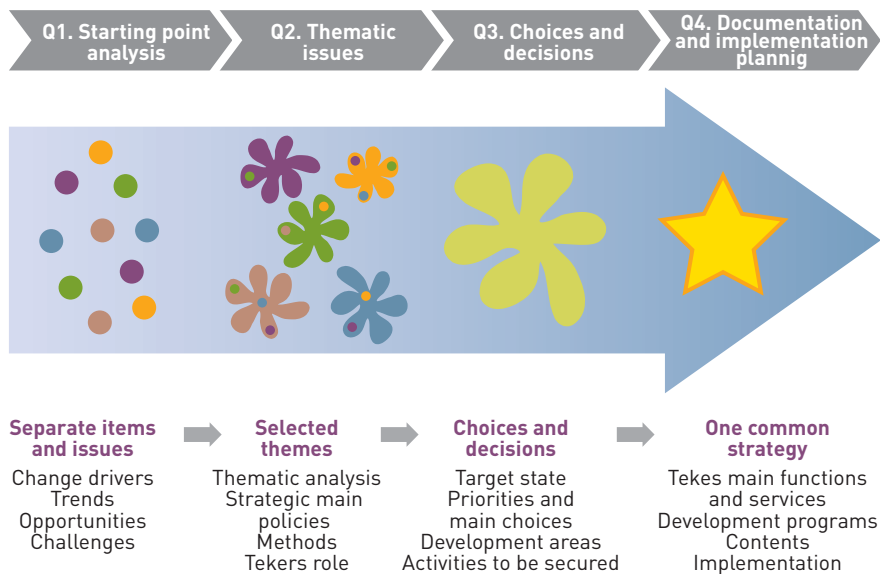 Q1. Starting point
analysis
Q2. Thematic
issues
Q3. Choices and
decisions
Q4. Documentation
and implementation
plannig
Separate items
and issues
Change drivers
Trends
Opportunities
Challenges
Selected
themes
Thematic analysis
Strategic main
policies
Methods
Tekers role
Choices and
decisions
Target state
Priorities and
main choices
Development areas
Activities to be secured
One common
strategy
Tekes main functions
and services
Development programs
Contents
Implementation